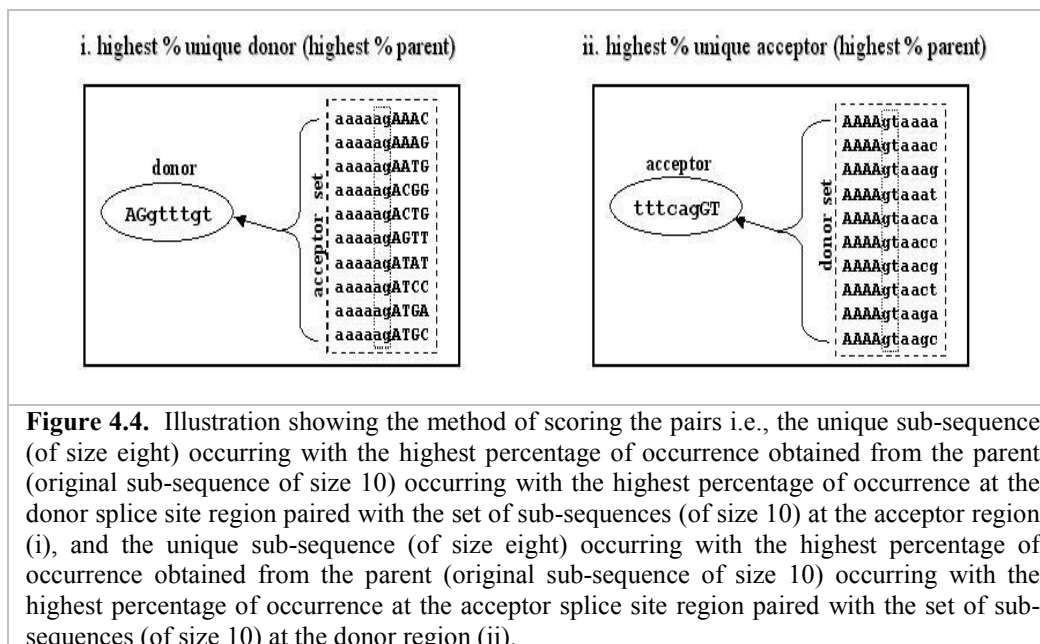 i. highest % unique donor (highest % parent)
donor
AGgtttgt
acceptor set
aaaaagAAAC
aaaaagAAAG
aaaaagAATG
aaaaagACGG
aaaaagACTG
aaaaagAGTT
aaaaagATAT
aaaaagATCC
aaaaagATGA
aaaaagATGC
ii. highest % unique acceptor (highest % parent)
acceptor
tttcagGT
donor set
AAAAgtaaaa
AAAAgtaaac
AAAAgtaaag
AAAAgtaaat
AAAAgtaaca
AAAAgtaacc
AAAAgtaacg
AAAAgtaact
AAAAgtaaga
AAAAgtaagc
Figure 4.4. Illustration showing the method of scoring the pairs i.e., the unique sub-sequence
(of size eight) occurring with the highest percentage of occurrence obtained from the parent
(original sub-sequence of size 10) occurring with the highest percentage of occurrence at the
donor splice site region paired with the set of sub-sequences (of size 10) at the acceptor region
(i), and the unique sub-sequence (of size eight) occurring with the highest percentage of
occurrence obtained from the parent (original sub-sequence of size 10) occurring with the
highest percentage of occurrence at the acceptor splice site region paired with the set of sub-
sequences (of size 10) at the donor region (ii).